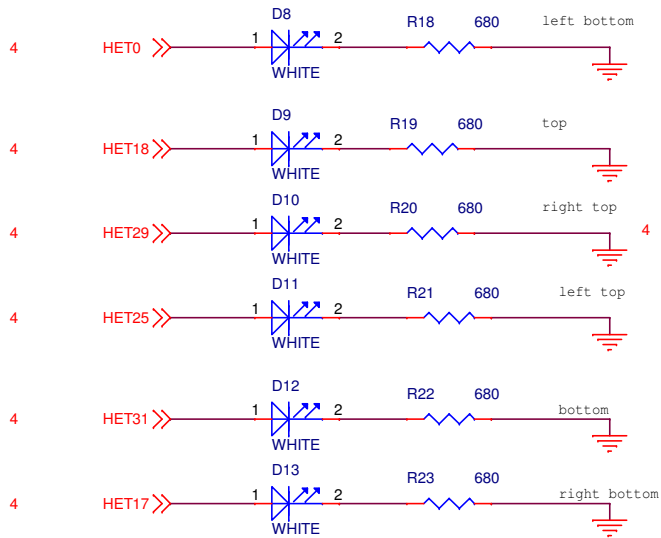 D8 R18 680 left bottom
4 HET0 1 2
WHITE
D9 R19 680 top
4 HET18 1 2
WHITE
D10 R20 680 right top
4 HET29 1 2 4
WHITE
D11 R21 680 left top
4 HET25 1 2
WHITE
D12 R22 680 bottom
4 HET31 1 2
WHITE
D13 R23 680 right bottom
4 HET17 1 2
WHITE